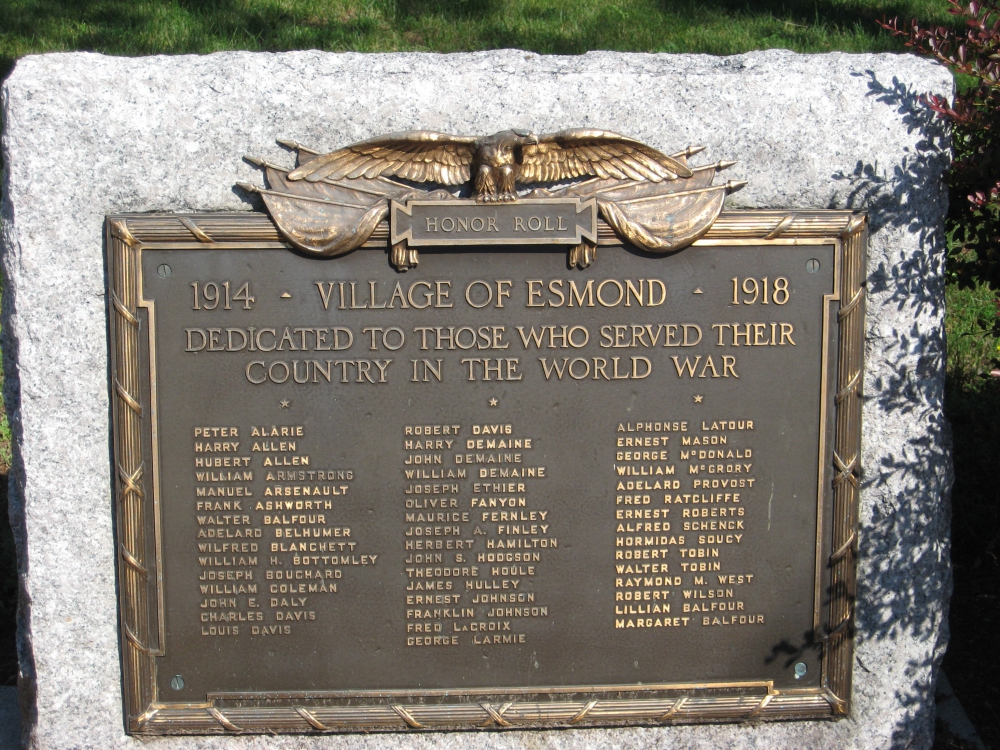 HONOR ROLL
1914 - VILLAGE OF ESMOND - 1918
DEDICATED TO THOSE WHO SERVED THEIR
COUNTRY IN THE WORLD WAR
PETER ALARIE
HARRY ALLEN
HUBERT ALLEN
WILLIAM ARMSTRONG
MANUEL ARSENAULT
FRANK ASHWORTH
WALTER BALFOUR
ADELARD BELHUMER
WILFRED BLANCHETT
WILLIAM H. BOTTOMLEY
JOSEPH BOUCHARD
WILLIAM COLEMAN
JOHN E. DALY
CHARLES DAVIS
LOUIS DAVIS
ROBERT DAVIS
HARRY DEMAINE
JOHN DEMAINE
WILLIAM DEMAINE
JOSEPH ETHIER
OLIVER FANYON
MAURICE FERNLEY
JOSEPH A. FINLEY
HERBERT HAMILTON
JOHN S. HODGSON
THEODORE HOULE
JAMES HULLEY
ERNEST JOHNSON
FRANKLIN JOHNSON
FRED LACROIX
GEORGE LARMIE
ALPHONSE LATOUR
ERNEST MASON
GEORGE McDONALD
WILLIAM McGRORY
ADELARD PROVOST
FRED RATCLIFFE
ERNEST ROBERTS
ALFRED SCHENCK
HORMIDAS SOUCY
ROBERT TOBIN
WALTER TOBIN
RAYMOND M. WEST
ROBERT WILSON
LILLIAN BALFOUR
MARGARET BALFOUR